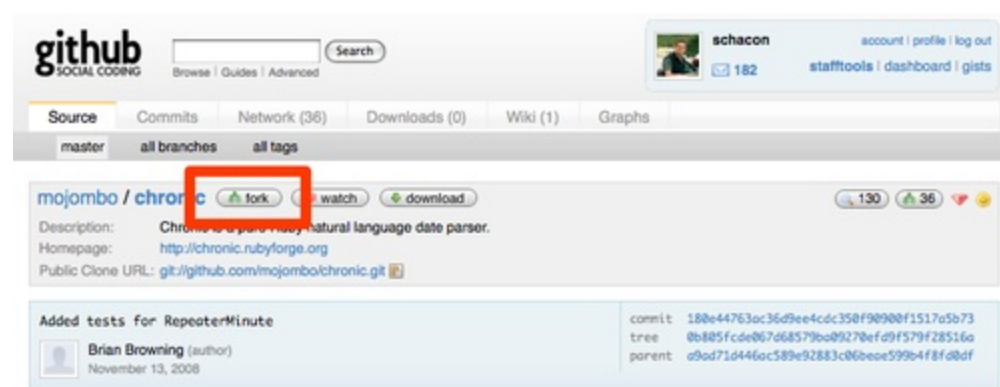 github
SOCIAL CODING
Search
Browse | Guides | Advanced
schacon
account | profile | log out
182
stafftools | dashboard | gists
Source Commits Network (36) Downloads (0) Wiki (1) Graphs
master all branches all tags
mojombo / chronic fork watch download 130 36
Description: Chronic is a pure Ruby natural language date parser.
Homepage: http://chronic.rubyforge.org
Public Clone URL: git://github.com/mojombo/chronic.git
Added tests for RepeaterMinute
Brian Browning (author)
November 13, 2008
commit 180e44763ac36d9ee4cdc350f90900f1517a5b73
tree 0b805fcde067d68579ba09270efd9f579f28516a
parent a9ad71d446ac589e92883c06beae599b4f8fd0df